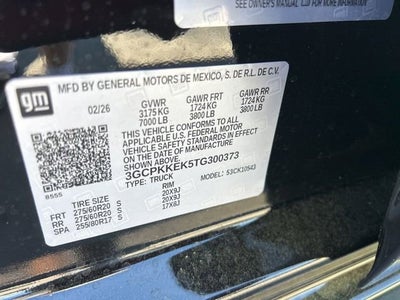 SEE OWNER'S MANUAL
gm
MFD BY GENERAL MOTORS DE MEXICO, S. DE R.L. DE C.V.
02/26 GVWR GAWR FRT GAWR RR
3175 KG 1724 KG 1724 KG
7000 LB 3800 LB 3800 LB
THIS VEHICLE CONFORMS TO ALL
APPLICABLE U.S. FEDERAL MOTOR
VEHICLE SAFETY STANDARDS
IN EFFECT ON THE DATE OF MANUFACTURE
SHOWN ABOVE.
3GCPKKEK5TG300373
TYPE: TRUCK MODEL: 53CK10543
BSSS
TIRE SIZE RIM
FRT 275/60R20 S 20X9J
RR 275/60R20 S 20X9J
SP 255/80R17 S 17X8J